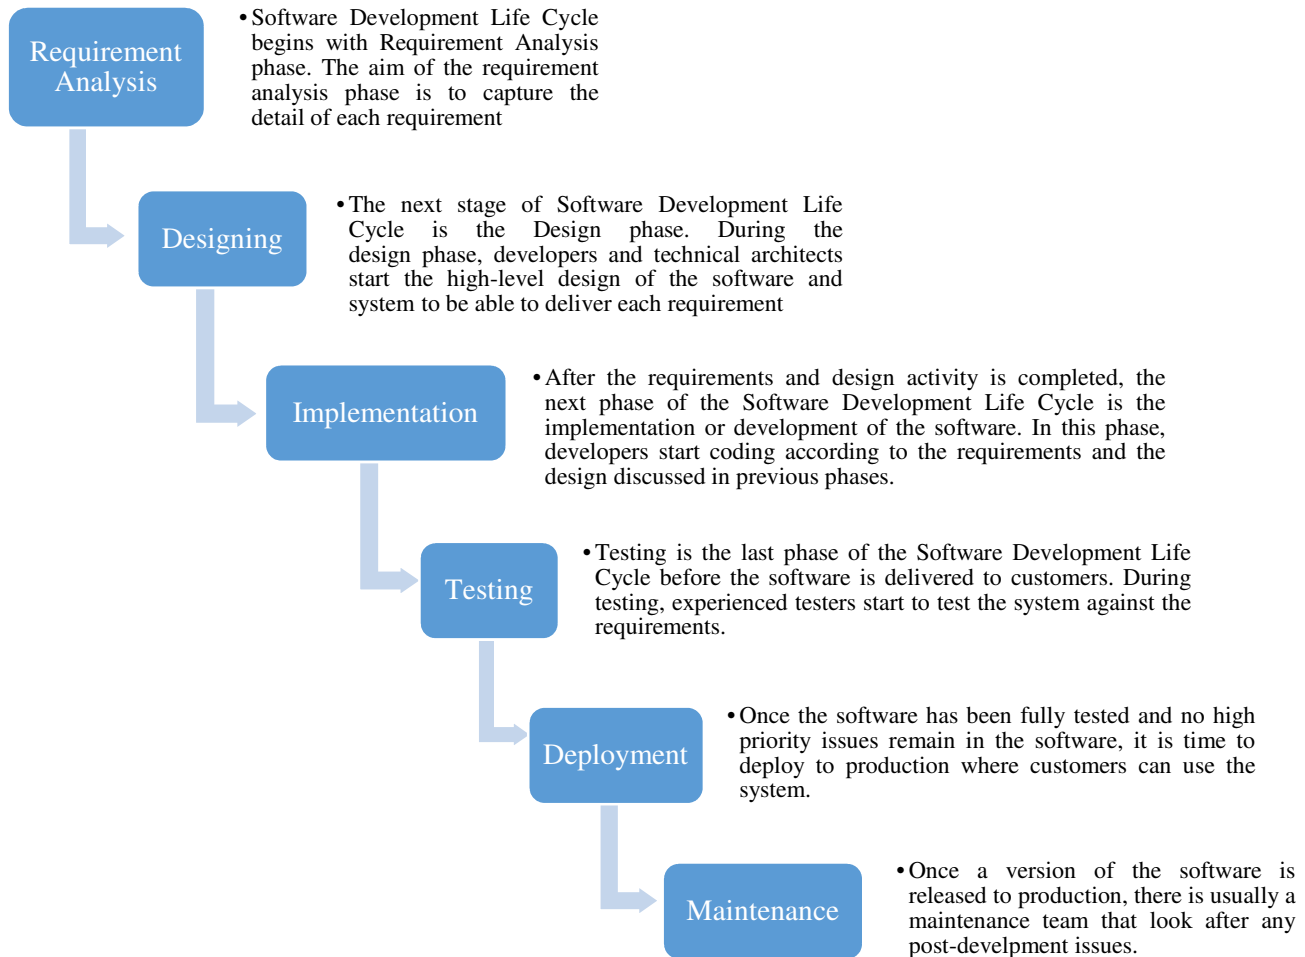 Requirement
Analysis
• Software Development Life Cycle
begins with Requirement Analysis
phase. The aim of the requirement
analysis phase is to capture the
detail of each requirement
Designing
• The next stage of Software Development Life
Cycle is the Design phase. During the
design phase, developers and technical architects
start the high-level design of the software and
system to be able to deliver each requirement
Implementation
• After the requirements and design activity is completed, the
next phase of the Software Development Life Cycle is the
implementation or development of the software. In this phase,
developers start coding according to the requirements and the
design discussed in previous phases.
Testing
• Testing is the last phase of the Software Development Life
Cycle before the software is delivered to customers. During
testing, experienced testers start to test the system against the
requirements.
Deployment
• Once the software has been fully tested and no high
priority issues remain in the software, it is time to
deploy to production where customers can use the
system.
Maintenance
• Once a version of the software is
released to production, there is usually a
maintenance team that look after any
post-develpment issues.